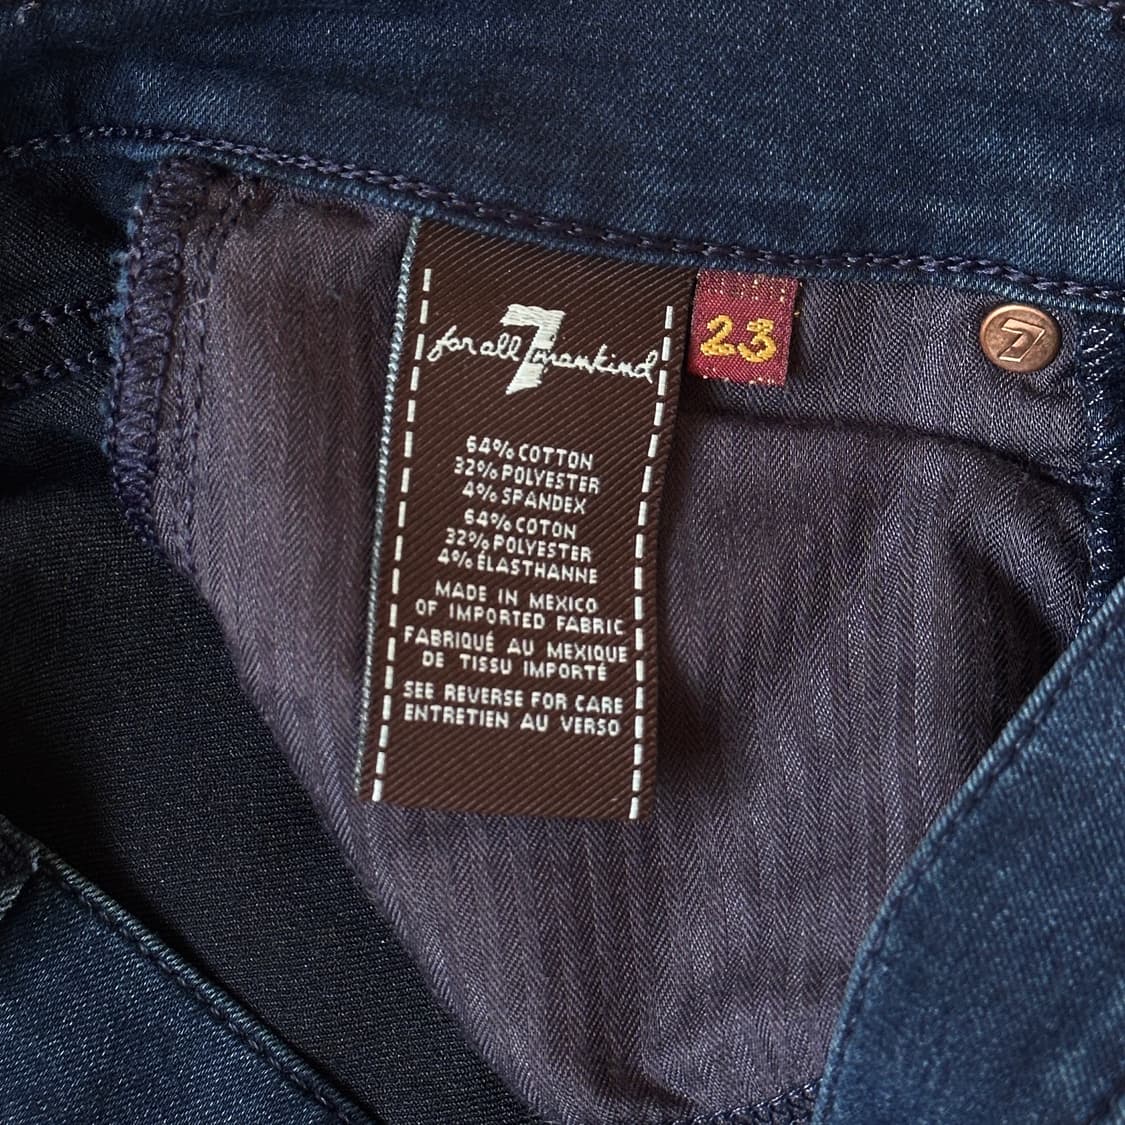 7
for all mankind
23
7
64% COTTON
32% POLYESTER
4% SPANDEX
64% COTON
32% POLYESTER
4% ÉLASTHANNE
MADE IN MEXICO
OF IMPORTED FABRIC
FABRIQUÉ AU MEXIQUE
DE TISSU IMPORTÉ
SEE REVERSE FOR CARE
ENTRETIEN AU VERSO